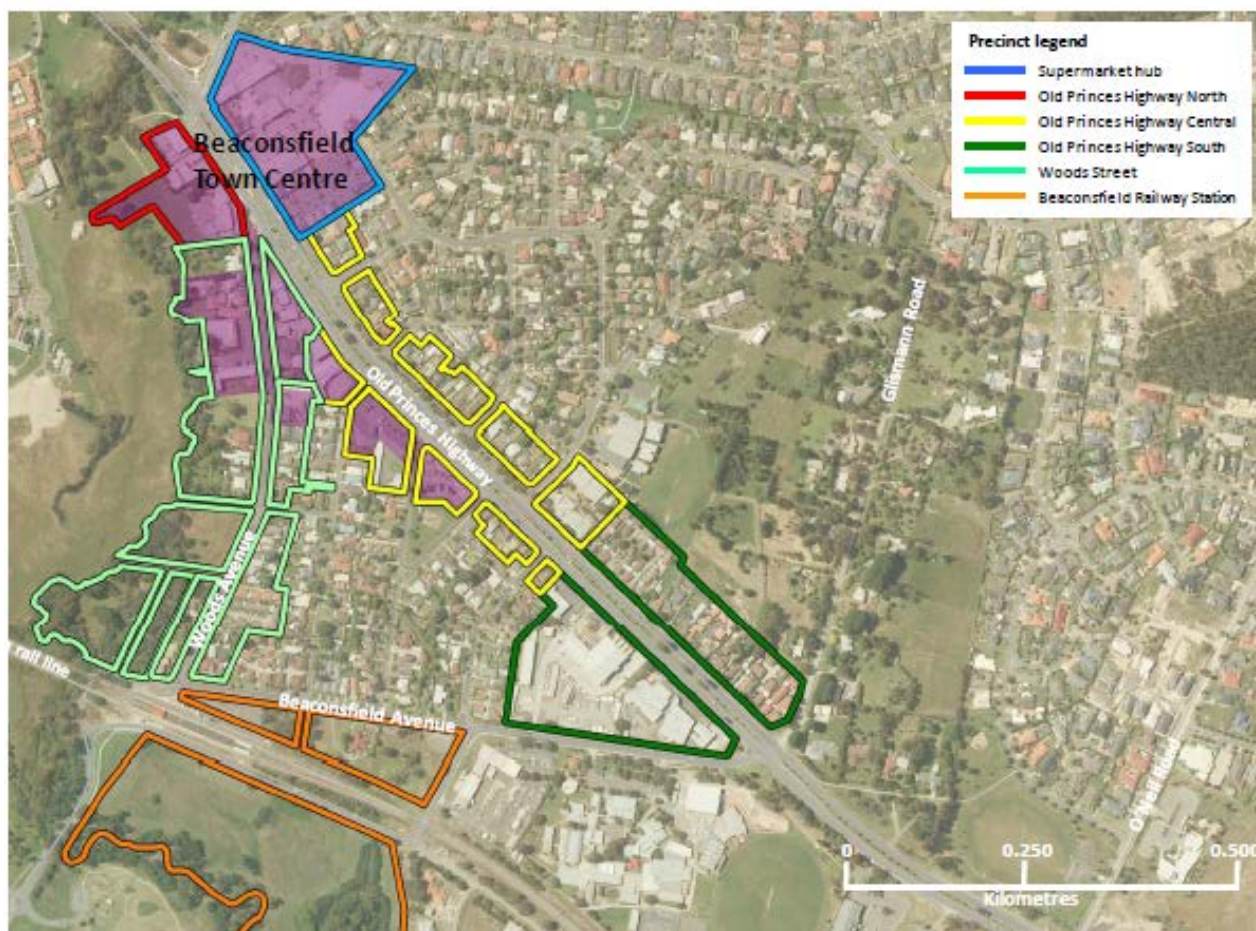 Precinct legend
Supermarket hub
Old Princes Highway North
Old Princes Highway Central
Old Princes Highway South
Woods Street
Beaconsfield Railway Station
Beaconsfield
Town Centre
Glismann Road
Old Princes Highway
Woods Avenue
rail line
Beaconsfield Avenue
O'Neil Road
0 0.250 0.500
Kilometres